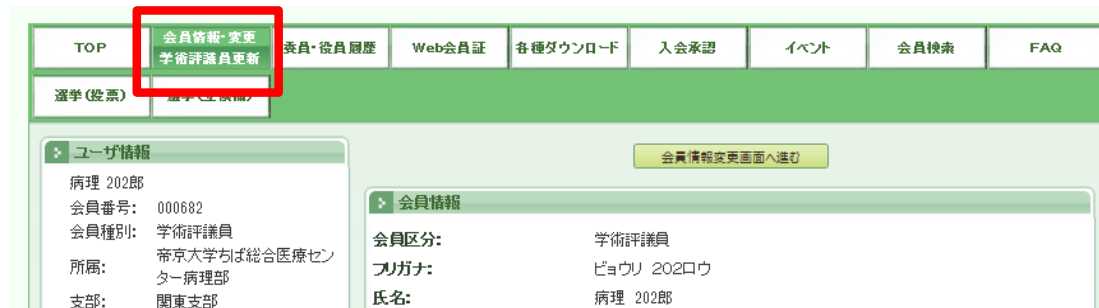 TOP
会員情報・変更
学術評議員更新
委員・役員履歴
Web会員証
各種ダウンロード
入会承認
イベント
会員検索
FAQ
選挙(投票)
選挙(立候補)
ユーザ情報
病理 202郎
会員番号: 000682
会員種別: 学術評議員
所属: 帝京大学ちば総合医療セン
ター病理部
支部: 関東支部
会員情報変更画面へ進む
会員情報
会員区分: 学術評議員
フリガナ: ビョウリ 202ロウ
氏名: 病理 202郎